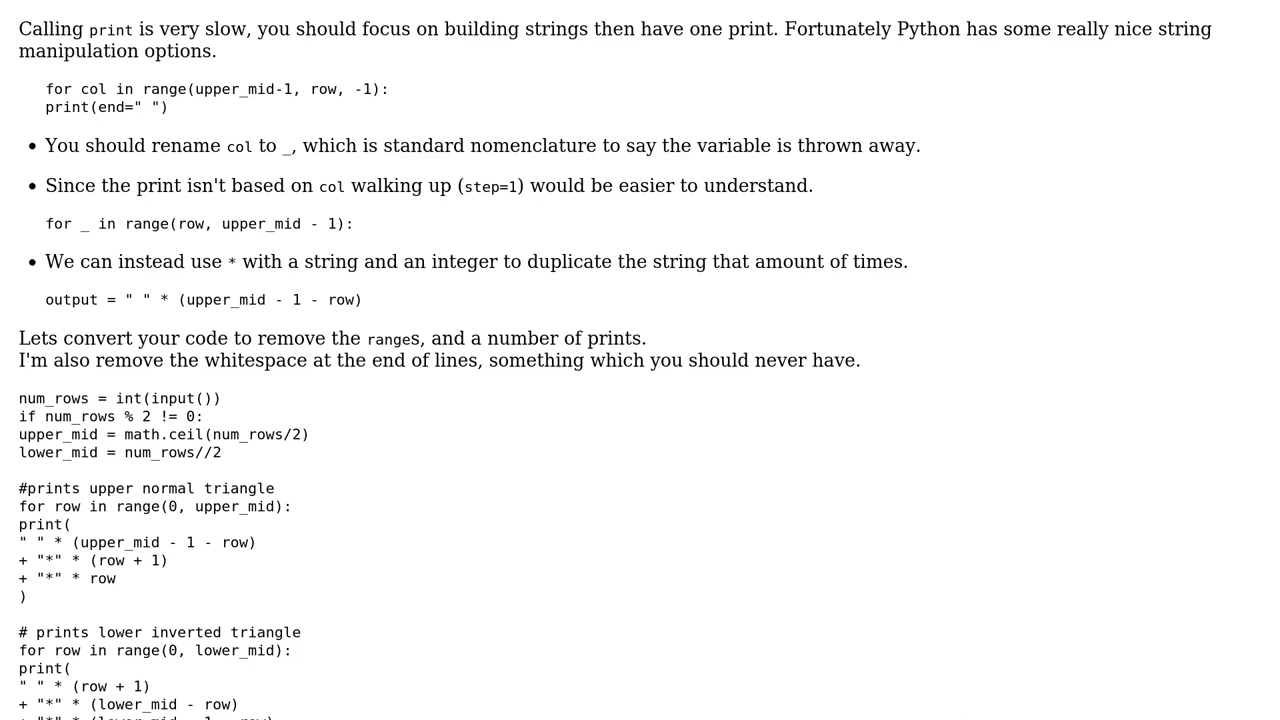 Calling print is very slow, you should focus on building strings then have one print. Fortunately Python has some really nice string
manipulation options.
for col in range(upper_mid-1, row, -1):
print(end=" ")
• You should rename col to _, which is standard nomenclature to say the variable is thrown away.
• Since the print isn't based on col walking up (step=1) would be easier to understand.
for _ in range(row, upper_mid - 1):
• We can instead use * with a string and an integer to duplicate the string that amount of times.
output = " " * (upper_mid - 1 - row)
Lets convert your code to remove the ranges, and a number of prints.
I'm also remove the whitespace at the end of lines, something which you should never have.
num_rows = int(input())
if num_rows % 2 != 0:
upper_mid = math.ceil(num_rows/2)
lower_mid = num_rows//2
#prints upper normal triangle
for row in range(0, upper_mid):
print(
" " * (upper_mid - 1 - row)
+ "*" * (row + 1)
+ "*" * row
)
# prints lower inverted triangle
for row in range(0, lower_mid):
print(
" " * (row + 1)
+ "*" * (lower_mid - row)
+ "*" * (lower_mid - 1 - row)